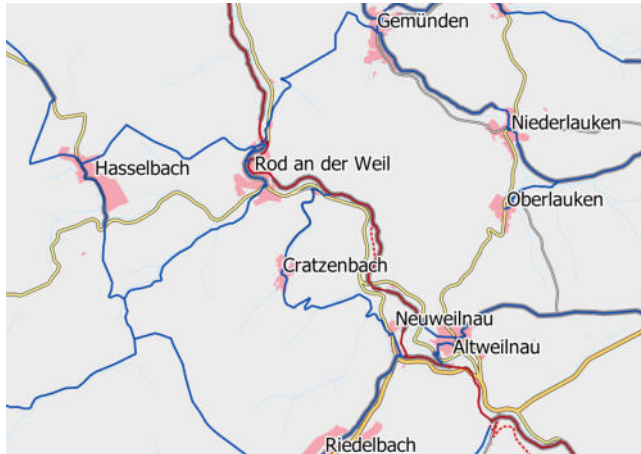 Gemünden
Niederlauken
Rod an der Weil
Hasselbach
Oberlauken
Cratzenbach
Neuweilnau
Altweilnau
Riedelbach